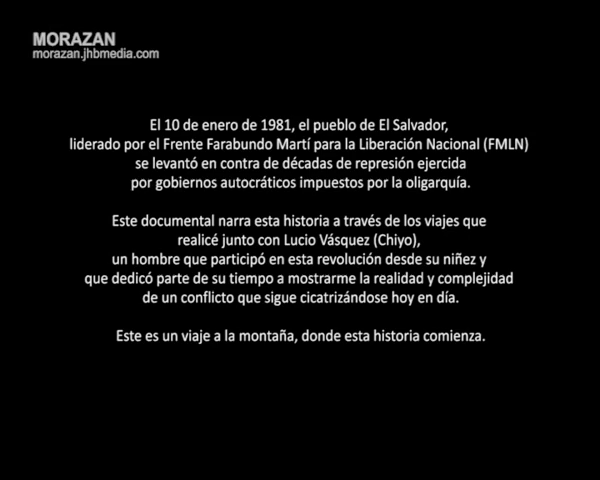 MORAZAN
morazan.jhbmedia.com
El 10 de enero de 1981, el pueblo de El Salvador,
liderado por el Frente Farabundo Martí para la Liberación Nacional (FMLN)
se levantó en contra de décadas de represión ejercida
por gobiernos autocráticos impuestos por la oligarquía.
Este documental narra esta historia a través de los viajes que
realicé junto con Lucio Vásquez (Chiyo),
un hombre que participó en esta revolución desde su niñez y
que dedicó parte de su tiempo a mostrarme la realidad y complejidad
de un conflicto que sigue cicatrizándose hoy en día.
Este es un viaje a la montaña, donde esta historia comienza.